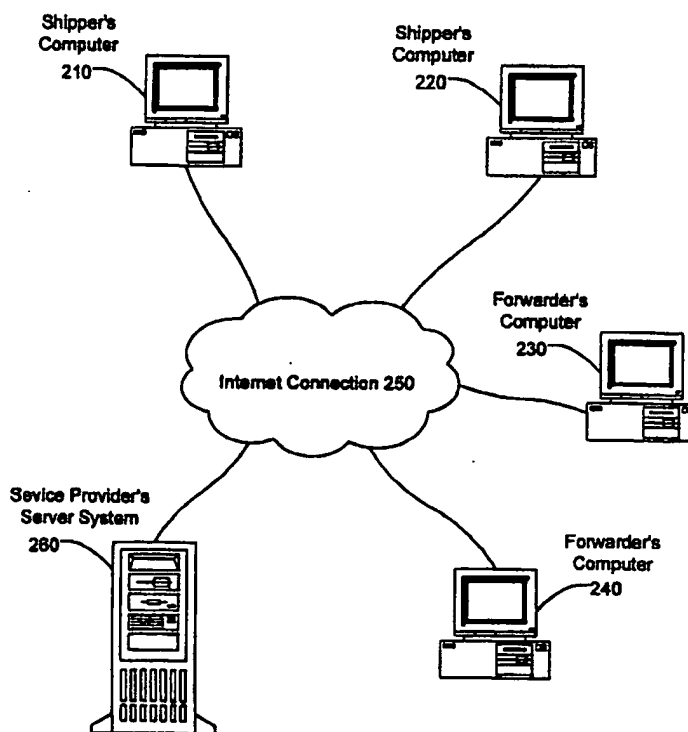 Shipper's
Computer
210
Shipper's
Computer
220
Forwarder's
Computer
230
Internet Connection 250
Sevice Provider's
Server System
260
Forwarder's
Computer
240